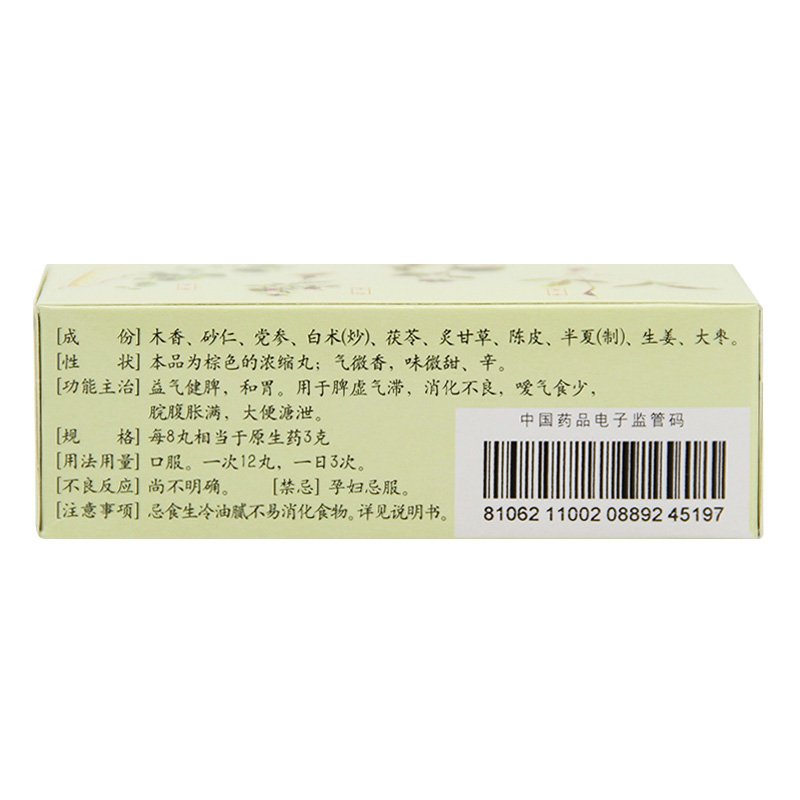 [成　份] 木香、砂仁、党参、白术(炒)、茯苓、炙甘草、陈皮、半夏(制)、生姜、大枣。
[性　状] 本品为棕色的浓缩丸；气微香，味微甜、辛。
[功能主治] 益气健脾，和胃。用于脾虚气滞，消化不良，嗳气食少，
脘腹胀满，大便溏泄。
[规　格] 每8丸相当于原生药3克
[用法用量] 口服。一次12丸，一日3次。
[不良反应] 尚不明确。 [禁忌] 孕妇忌服。
[注意事项] 忌食生冷油腻不易消化食物。详见说明书。
中国药品电子监管码
81062 11002 08892 45197